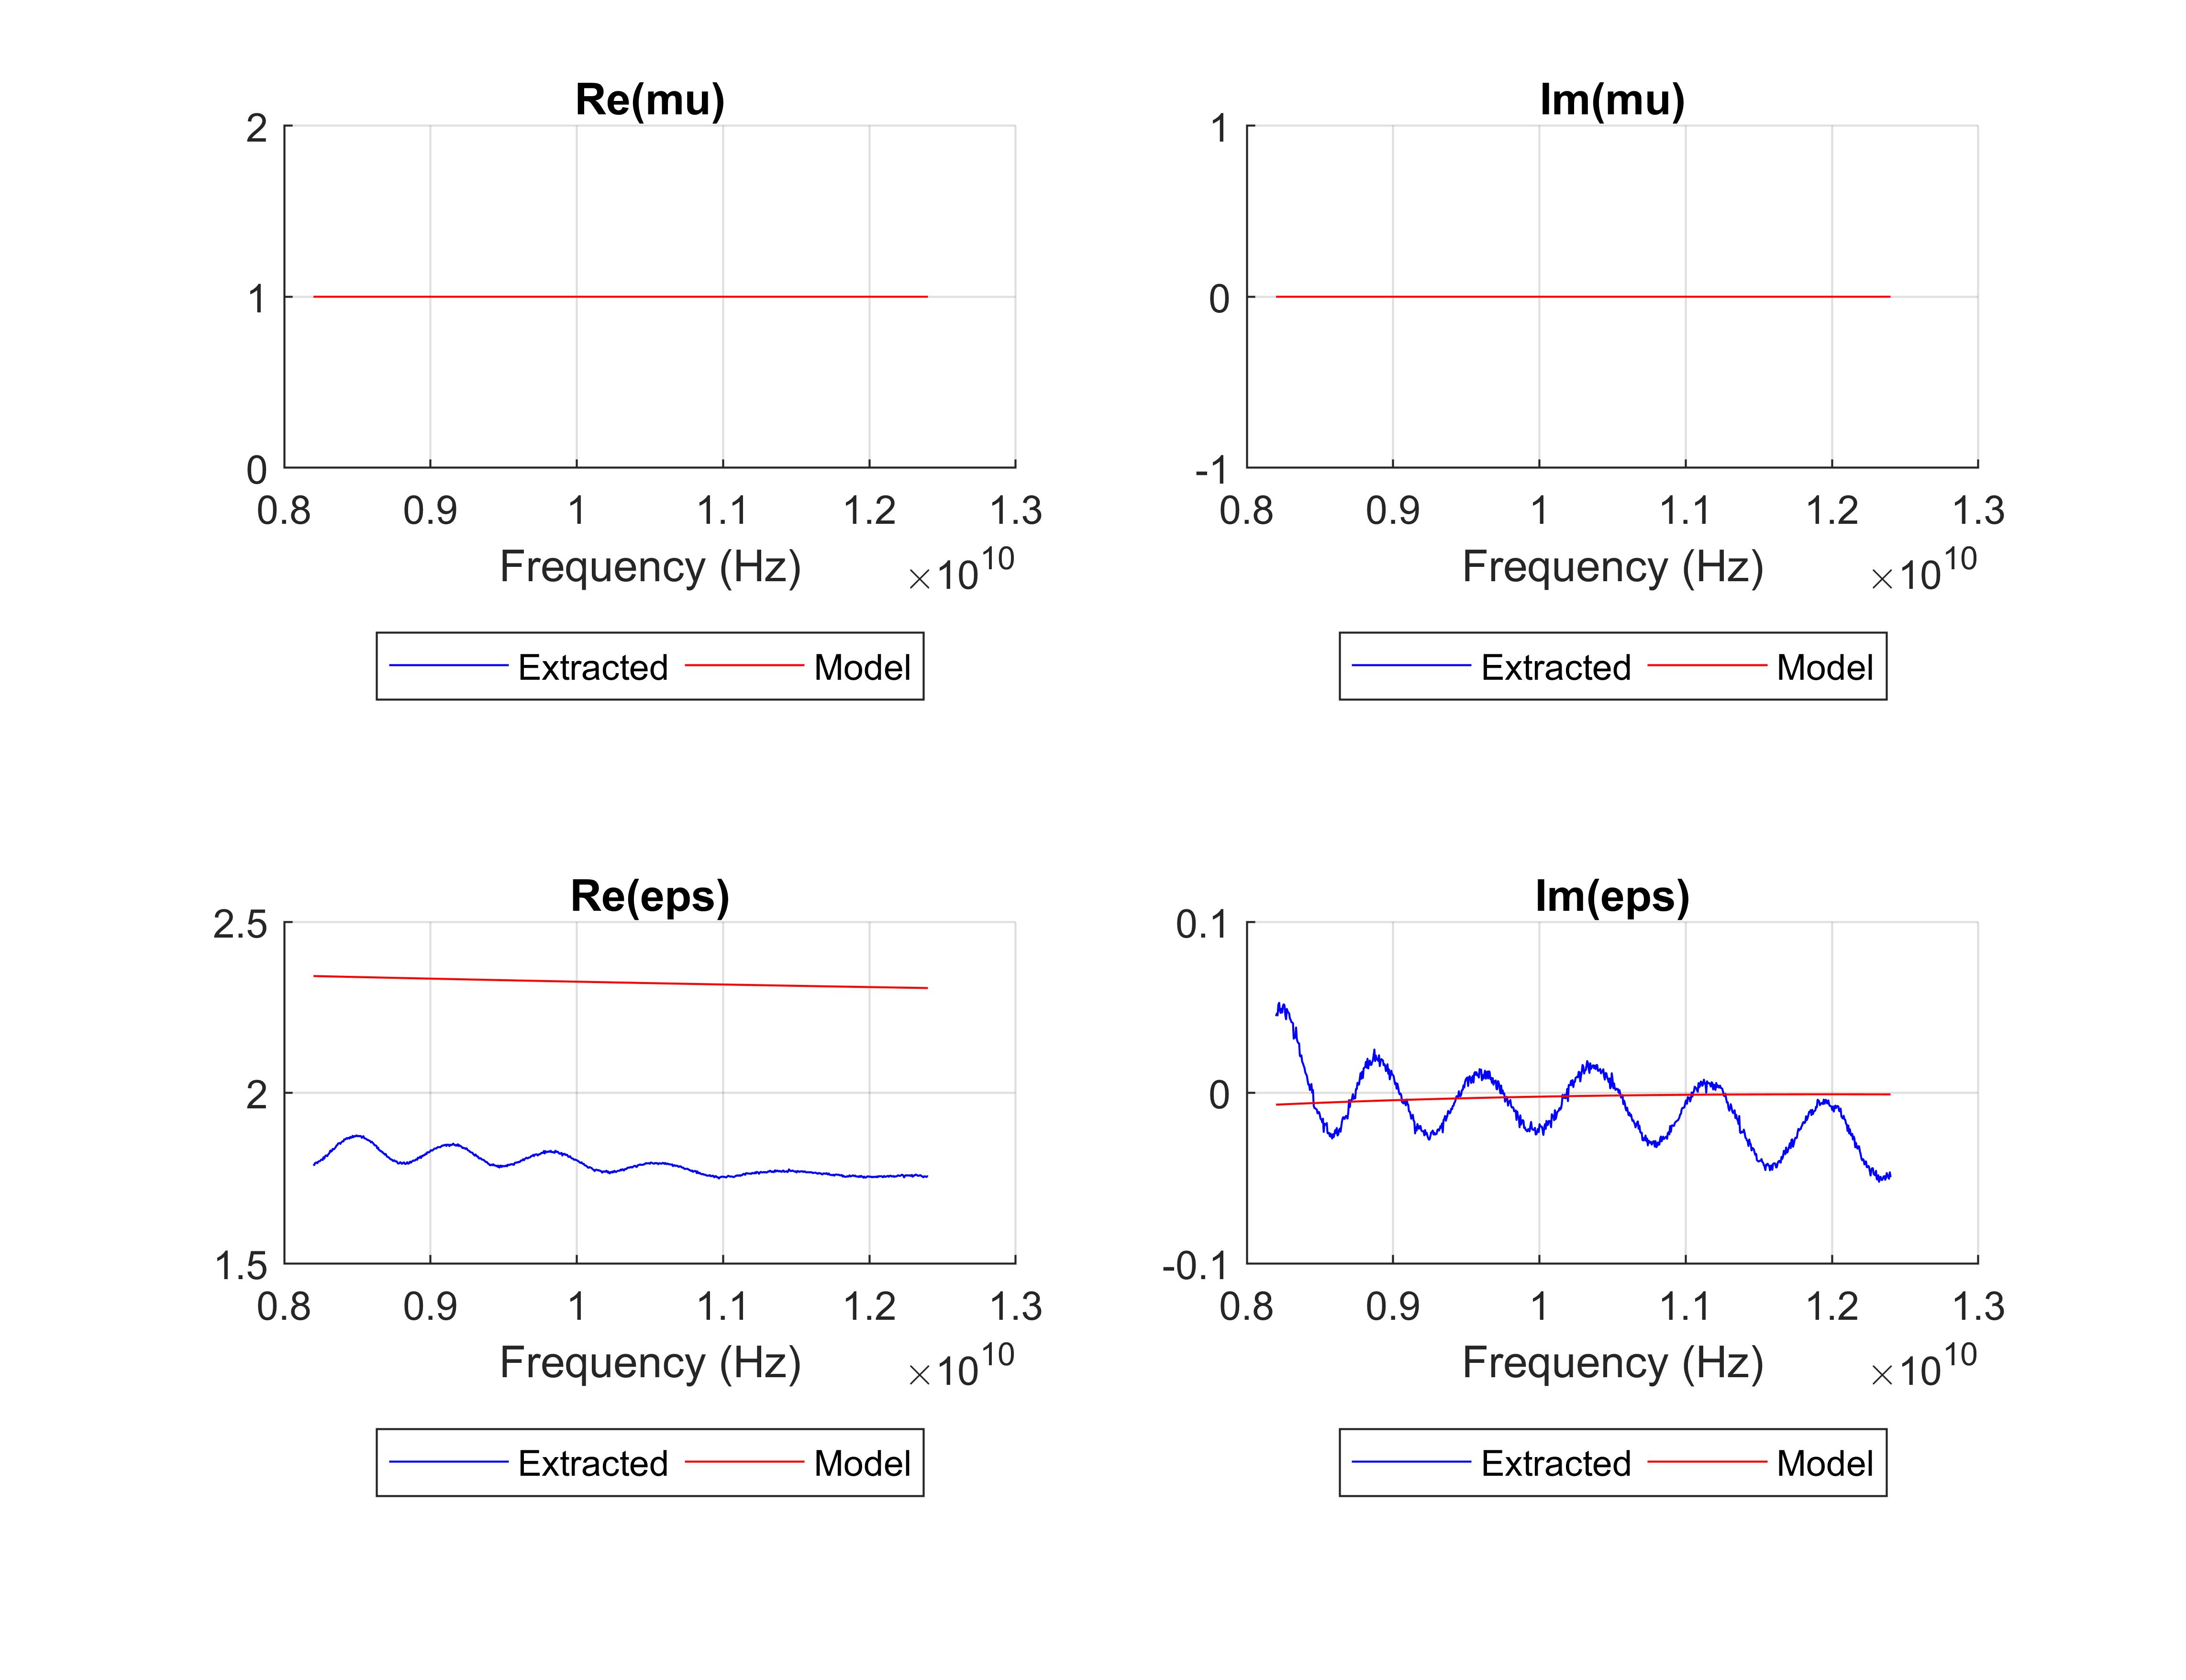 Re(mu)
2
1
0
0.8 0.9 1 1.1 1.2 1.3
Frequency (Hz)
×10^10
Extracted Model
Im(mu)
1
0
-1
0.8 0.9 1 1.1 1.2 1.3
Frequency (Hz)
×10^10
Extracted Model
Re(eps)
2.5
2
1.5
0.8 0.9 1 1.1 1.2 1.3
Frequency (Hz)
×10^10
Extracted Model
Im(eps)
0.1
0
-0.1
0.8 0.9 1 1.1 1.2 1.3
Frequency (Hz)
×10^10
Extracted Model